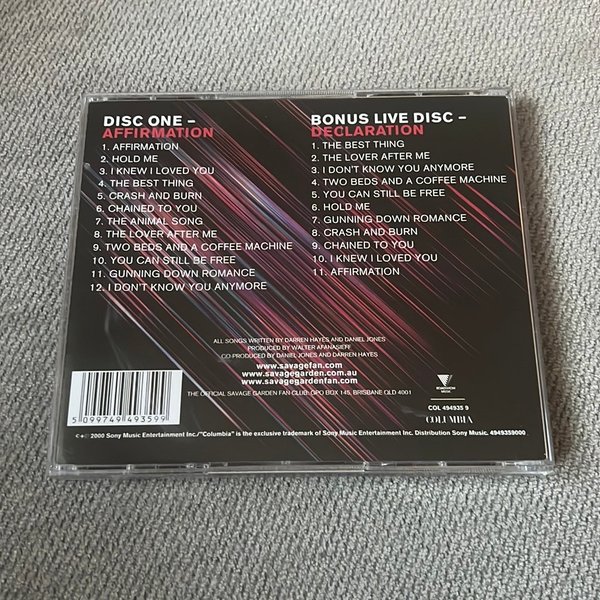 DISC ONE –
AFFIRMATION
1. AFFIRMATION
2. HOLD ME
3. I KNEW I LOVED YOU
4. THE BEST THING
5. CRASH AND BURN
6. CHAINED TO YOU
7. THE ANIMAL SONG
8. THE LOVER AFTER ME
9. TWO BEDS AND A COFFEE MACHINE
10. YOU CAN STILL BE FREE
11. GUNNING DOWN ROMANCE
12. I DON'T KNOW YOU ANYMORE
BONUS LIVE DISC –
DECLARATION
1. THE BEST THING
2. THE LOVER AFTER ME
3. I DON'T KNOW YOU ANYMORE
4. TWO BEDS AND A COFFEE MACHINE
5. YOU CAN STILL BE FREE
6. HOLD ME
7. GUNNING DOWN ROMANCE
8. CRASH AND BURN
9. CHAINED TO YOU
10. I KNEW I LOVED YOU
11. AFFIRMATION
ALL SONGS WRITTEN BY DARREN HAYES AND DANIEL JONES
PRODUCED BY WALTER AFANASIEFF
CO-PRODUCED BY DANIEL JONES AND DARREN HAYES
www.savagefan.com
www.savagegarden.com.au
www.savagegardenfan.com
THE OFFICIAL SAVAGE GARDEN FAN CLUB: GPO BOX 145, BRISBANE QLD 4001
5 099749 493599
COL 494935 9
COLUMBIA
℗ © 2000 Sony Music Entertainment Inc./"Columbia" is the exclusive trademark of Sony Music Entertainment Inc. Distribution Sony Music. 4949359000